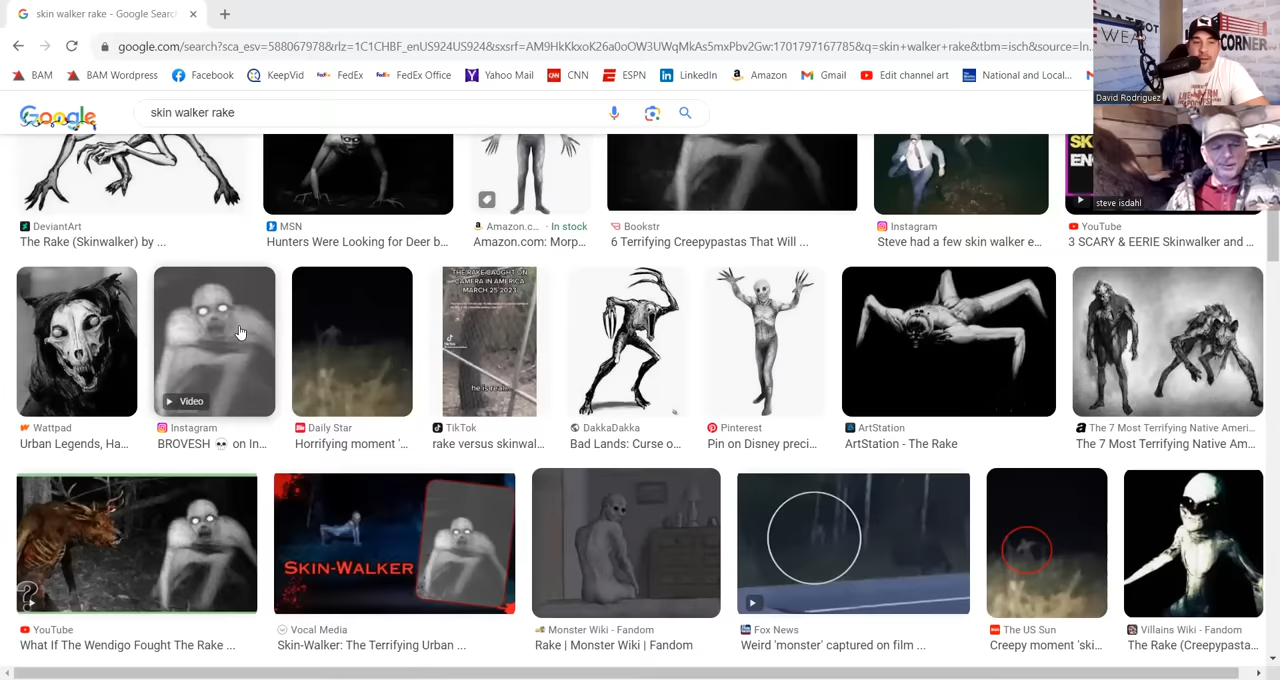 skin walker rake - Google Search
google.com/search?sca_esv=588067978&rlz=1C1CHBF_enUS924US924&sxsrf=AM9HkKkxoK26a0oOW3UWqMkAs5mxPbv2Gw:1701797167785&q=skin+walker+rake&tbm=isch&source=ln.
BAM
BAM Wordpress
Facebook
KeepVid
FedEx
FedEx Office
Yahoo Mail
CNN
ESPN
LinkedIn
Amazon
Gmail
Edit channel art
National and Local...
CORNER
David Rodriguez
steve isdahl
Google
skin walker rake
DeviantArt
The Rake (Skinwalker) by ...
MSN
Hunters Were Looking for Deer b...
Amazon.c... · In stock
Amazon.com: Morp...
Bookstr
6 Terrifying Creepypastas That Will ...
Instagram
Steve had a few skin walker e...
YouTube
3 SCARY & EERIE Skinwalker and ...
THE RAKE CAUGHT ON
CAMERA IN AMERICA
MARCH 25 2023
he is reale...
Video
Wattpad
Urban Legends, Ha...
Instagram
BROVESH 💀 on In...
Daily Star
Horrifying moment '...
TikTok
rake versus skinwal...
DakkaDakka
Bad Lands: Curse o...
Pinterest
Pin on Disney preci...
ArtStation
ArtStation - The Rake
The 7 Most Terrifying Native Ameri...
The 7 Most Terrifying Native Am...
SKIN-WALKER
YouTube
What If The Wendigo Fought The Rake ...
Vocal Media
Skin-Walker: The Terrifying Urban ...
Monster Wiki - Fandom
Rake | Monster Wiki | Fandom
Fox News
Weird 'monster' captured on film ...
The US Sun
Creepy moment 'ski...
Villains Wiki - Fandom
The Rake (Creepypasta...